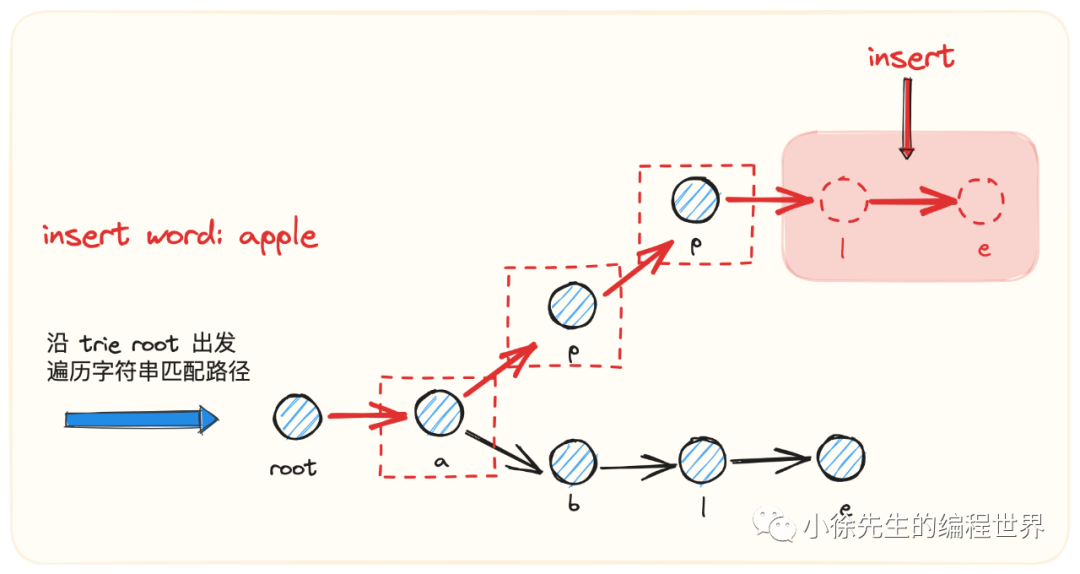 insert
l
e
p
insert word: apple
p
沿 trie root 出发
遍历字符串匹配路径
root
a
b
l
e
小徐先生的编程世界